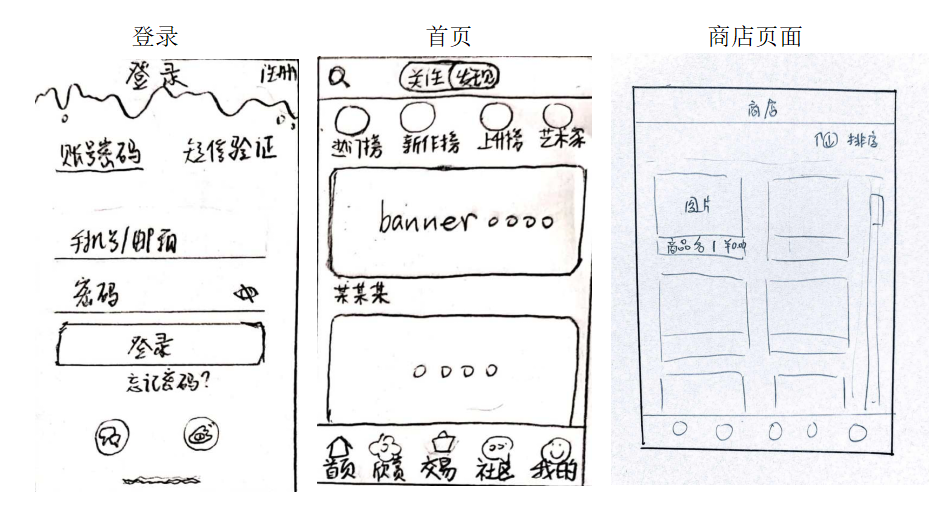 登录 首页 商店页面
登录 注册
账号密码 短信验证
手机号/邮箱
密码
登录
忘记密码?
关注 发现
热门榜 新作榜 上升榜 艺术家
banner
某某某
首页 欣赏 交易 社区 我的
商店
排序
图片
商品名 | ¥000